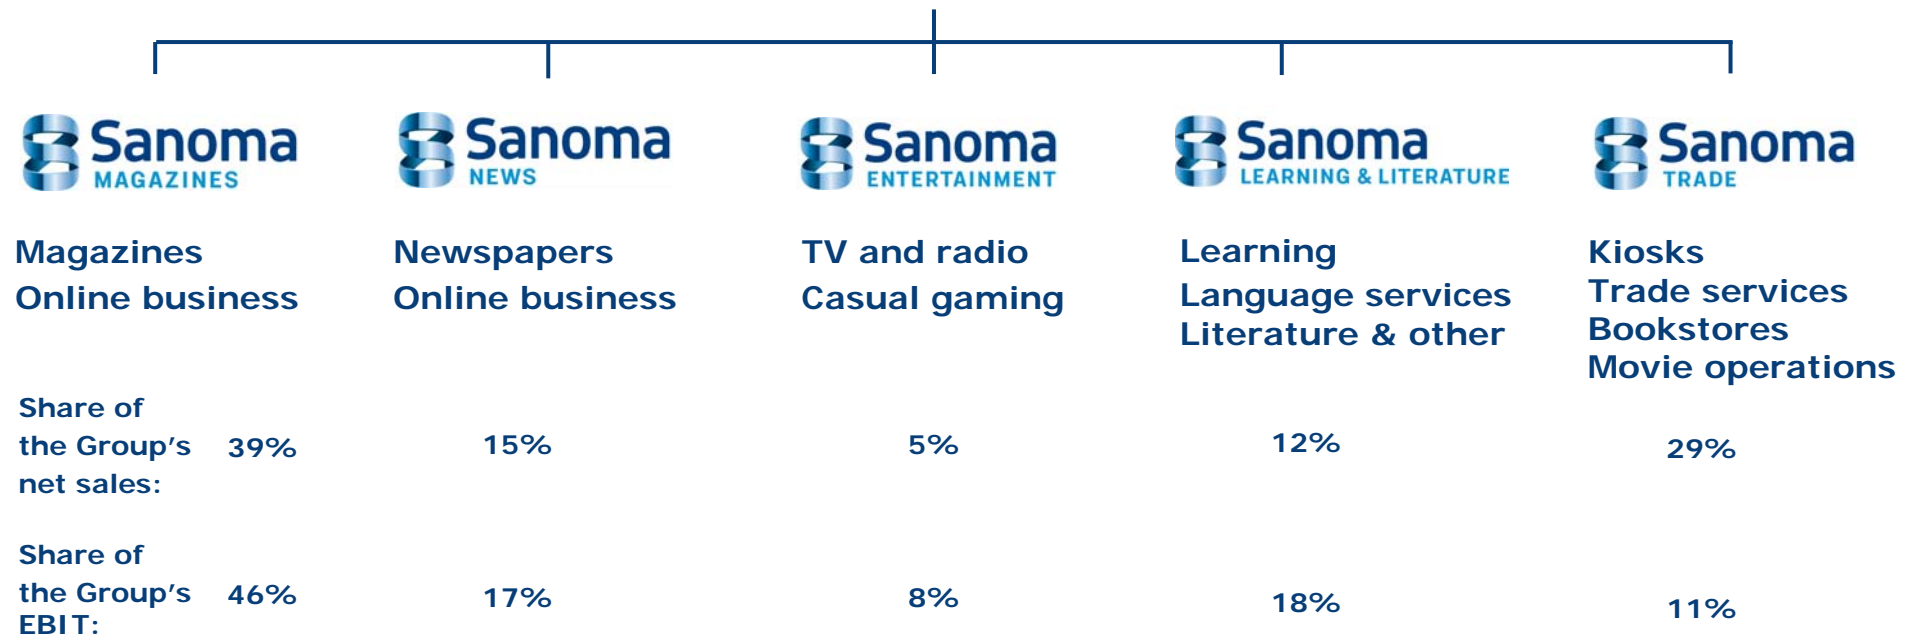 Sanoma
MAGAZINES
Sanoma
NEWS
Sanoma
ENTERTAINMENT
Sanoma
LEARNING & LITERATURE
Sanoma
TRADE
Magazines
Online business
Newspapers
Online business
TV and radio
Casual gaming
Learning
Language services
Literature & other
Kiosks
Trade services
Bookstores
Movie operations
Share of
the Group's 39% 15% 5% 12% 29%
net sales:
Share of
the Group's 46% 17% 8% 18% 11%
EBIT: